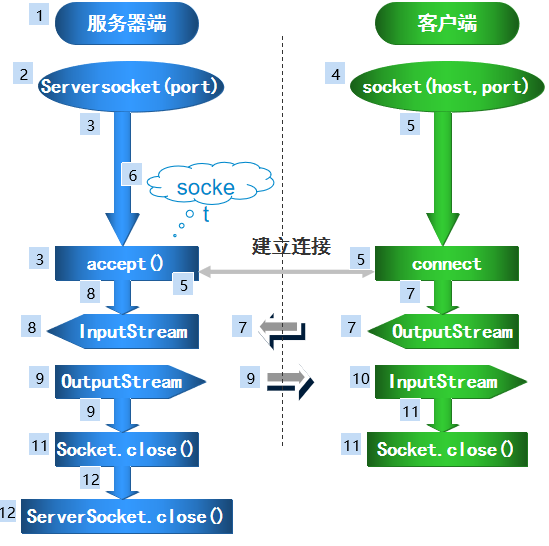 1
服务器端
客户端
2
Serversocket(port)
4
socket(host,port)
3
5
6
socke
t
建立连接
3
accept()
5
5
connect
8
7
8
InputStream
7
7
OutputStream
9
OutputStream
9
10
InputStream
9
11
11
Socket.close()
11
Socket.close()
12
12
ServerSocket.close()